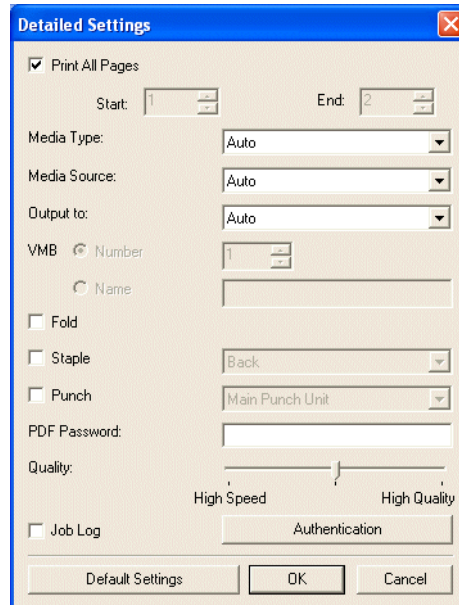 Detailed Settings
Print All Pages
Start: 1 End: 2
Media Type: Auto
Media Source: Auto
Output to: Auto
VMB Number 1
Name
Fold
Staple Back
Punch Main Punch Unit
PDF Password:
Quality:
High Speed High Quality
Job Log Authentication
Default Settings OK Cancel